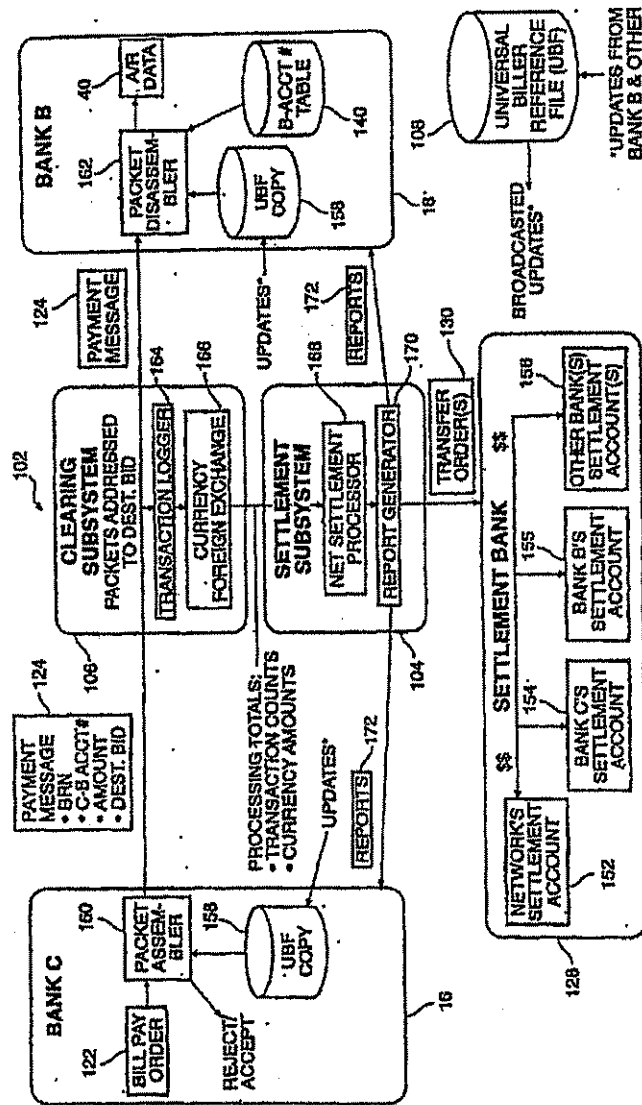 BANK C
122
BILL PAY
ORDER
160
PACKET
ASSEM-
BLER
REJECT/
ACCEPT
158
UBF
COPY
UPDATES*
16
124
PAYMENT
MESSAGE
• BRN
• C-B ACCT#
• AMOUNT
• DEST. BID
102
106
CLEARING
SUBSYSTEM
PACKETS ADDRESSED
TO DEST. BID
TRANSACTION LOGGER
164
CURRENCY
FOREIGN EXCHANGE
166
PROCESSING TOTALS:
• TRANSACTION COUNTS
• CURRENCY AMOUNTS
124
PAYMENT
MESSAGE
BANK B
162
PACKET
DISASSEM-
BLER
40
A/R
DATA
UBF
COPY
158
B-ACCT #
TABLE
140
18
UPDATES*
SETTLEMENT
SUBSYSTEM
NET SETTLEMENT
PROCESSOR
168
REPORT GENERATOR
170
104
172
REPORTS
172
REPORTS
TRANSFER
ORDER(S)
130
SETTLEMENT BANK
$$
$$
NETWORK'S
SETTLEMENT
ACCOUNT
152
154
BANK C'S
SETTLEMENT
ACCOUNT
155
BANK B'S
SETTLEMENT
ACCOUNT
156
OTHER BANK(S)
SETTLEMENT
ACCOUNT(S)
128
108
UNIVERSAL
BILLER
REFERENCE
FILE (UBF)
BROADCASTED
UPDATES*
*UPDATES FROM
BANK B & OTHER